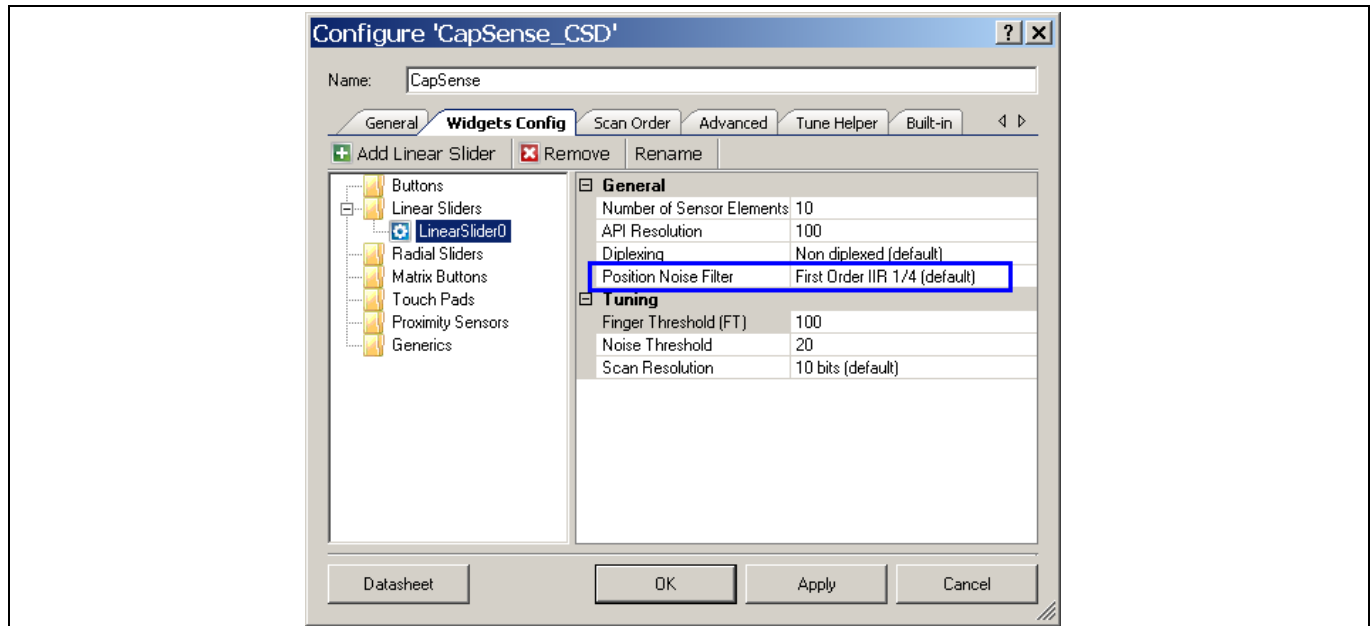 Configure 'CapSense_CSD'
Name: CapSense
General Widgets Config Scan Order Advanced Tune Helper Built-in
Add Linear Slider Remove Rename
Buttons
Linear Sliders
LinearSlider0
Radial Sliders
Matrix Buttons
Touch Pads
Proximity Sensors
Generics
General
Number of Sensor Elements 10
API Resolution 100
Diplexing Non diplexed (default)
Position Noise Filter First Order IIR 1/4 (default)
Tuning
Finger Threshold (FT) 100
Noise Threshold 20
Scan Resolution 10 bits (default)
Datasheet OK Apply Cancel